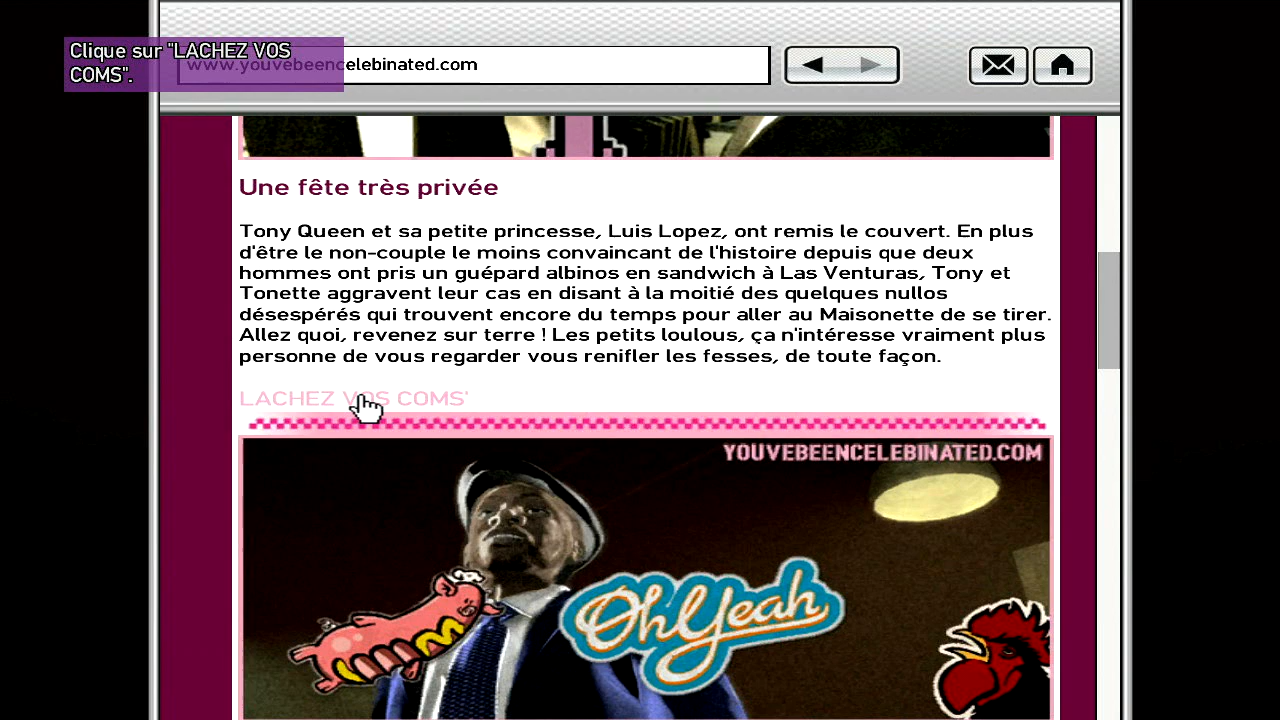 Clique sur "LACHEZ VOS
COMS".
www.youvebeencelebinated.com
Une fête très privée
Tony Queen et sa petite princesse, Luis Lopez, ont remis le couvert. En plus
d'être le non-couple le moins convaincant de l'histoire depuis que deux
hommes ont pris un guépard albinos en sandwich à Las Venturas, Tony et
Tonette aggravent leur cas en disant à la moitié des quelques nullos
désespérés qui trouvent encore du temps pour aller au Maisonette de se tirer.
Allez quoi, revenez sur terre ! Les petits loulous, ça n'intéresse vraiment plus
personne de vous regarder vous renifler les fesses, de toute façon.
LACHEZ VOS COMS'
YOUVEBEENCELEBINATED.COM
Oh Yeah